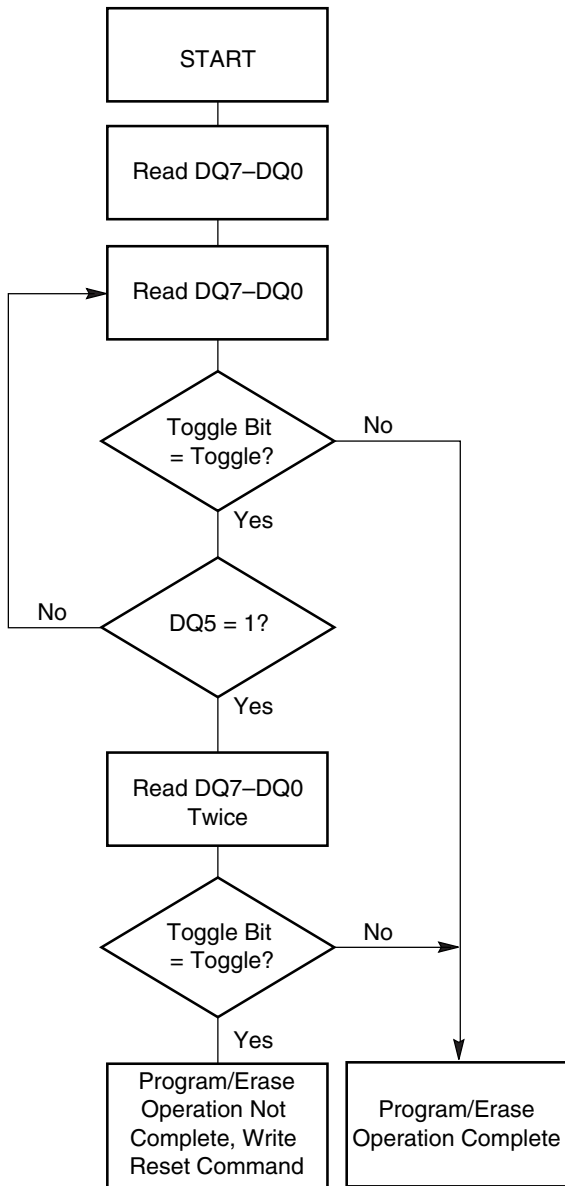 START
Read DQ7–DQ0
Read DQ7–DQ0
Toggle Bit
= Toggle?
No
Yes
No
DQ5 = 1?
Yes
Read DQ7–DQ0
Twice
Toggle Bit
= Toggle?
No
Yes
Program/Erase
Operation Not
Complete, Write
Reset Command
Program/Erase
Operation Complete